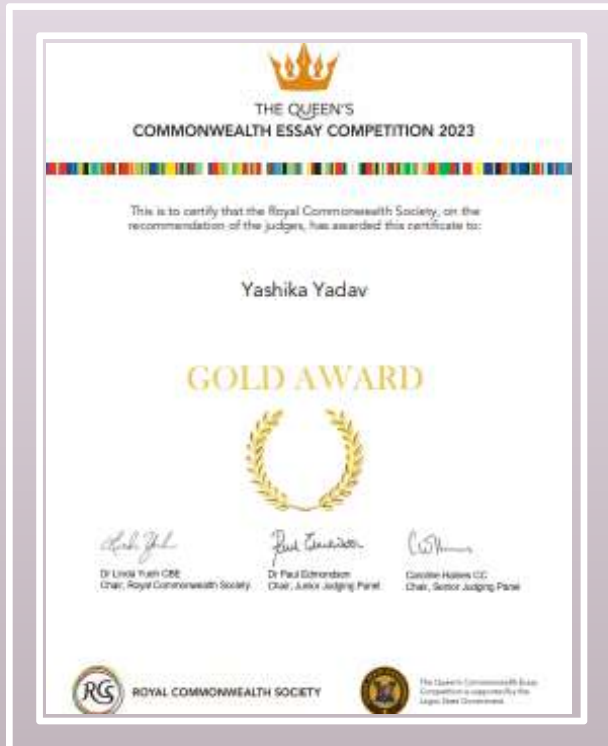 THE QUEEN'S
COMMONWEALTH ESSAY COMPETITION 2023
This is to certify that the Royal Commonwealth Society, on the
recommendation of the judges, has awarded this certificate to:
Yashika Yadav
GOLD AWARD
Dr Linda Yueh CBE
Chair, Royal Commonwealth Society
Dr Paul Edmondson
Chair, Junior Judging Panel
Caroline Haines CC
Chair, Senior Judging Panel
RCS
ROYAL COMMONWEALTH SOCIETY
The Queen's Commonwealth Essay
Competition is supported by the
Lagos State Government.